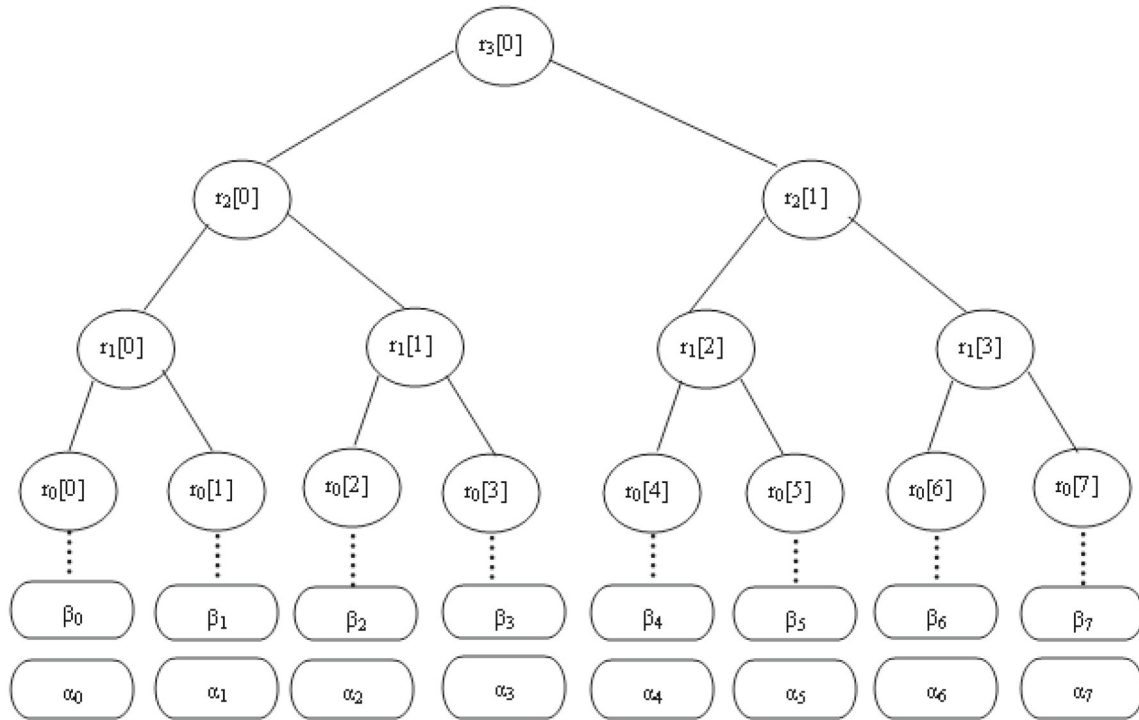 r₃[0]
r₂[0] r₂[1]
r₁[0] r₁[1] r₁[2] r₁[3]
r₀[0] r₀[1] r₀[2] r₀[3] r₀[4] r₀[5] r₀[6] r₀[7]
β₀ β₁ β₂ β₃ β₄ β₅ β₆ β₇
α₀ α₁ α₂ α₃ α₄ α₅ α₆ α₇